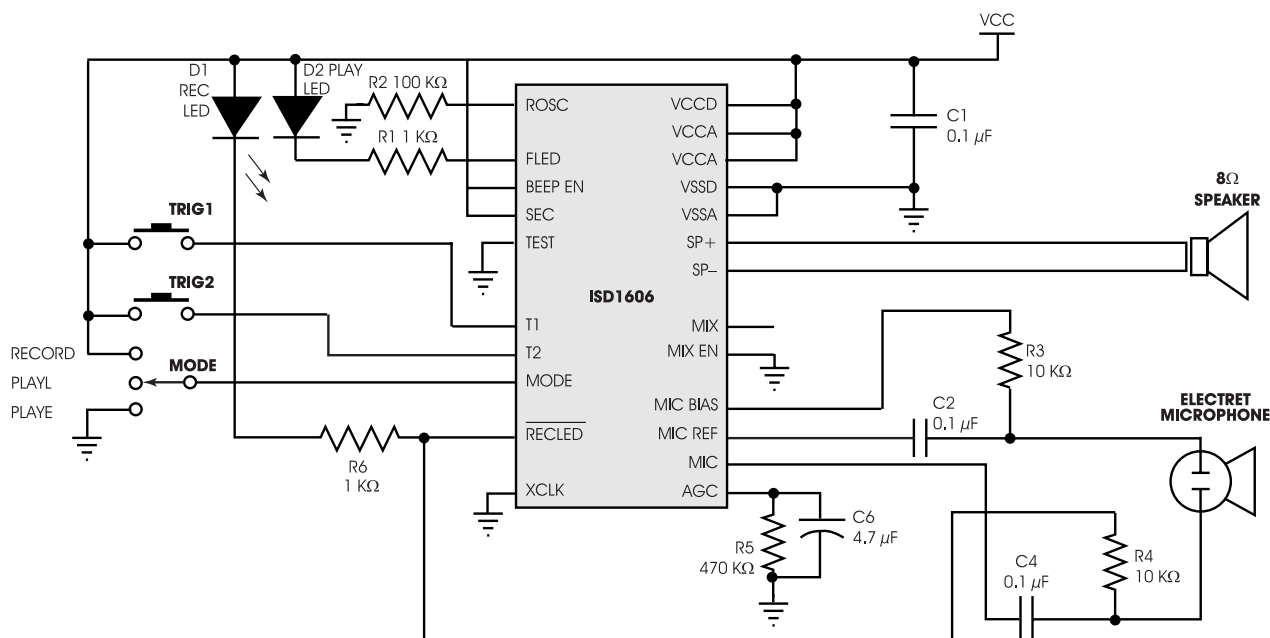 VCC
D1
REC
LED
D2 PLAY
LED
R2 100 KΩ
R1 1 KΩ
ROSC
FLED
BEEP EN
SEC
TEST
T1
T2
MODE
RECLED
XCLK
ISD1606
VCCD
VCCA
VCCA
VSSD
VSSA
SP+
SP–
MIX
MIX EN
MIC BIAS
MIC REF
MIC
AGC
C1
0.1 µF
8Ω
SPEAKER
TRIG1
TRIG2
RECORD
PLAYL
PLAYE
MODE
R6
1 KΩ
R3
10 KΩ
C2
0.1 µF
ELECTRET
MICROPHONE
R5
470 KΩ
C6
4.7 µF
C4
0.1 µF
R4
10 KΩ